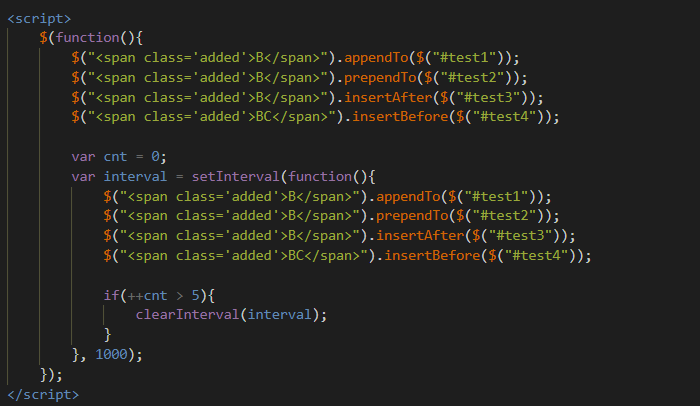 <script>
$(function(){
$("<span class='added'>B</span>").appendTo($("#test1"));
$("<span class='added'>B</span>").prependTo($("#test2"));
$("<span class='added'>B</span>").insertAfter($("#test3"));
$("<span class='added'>BC</span>").insertBefore($("#test4"));
var cnt = 0;
var interval = setInterval(function(){
$("<span class='added'>B</span>").appendTo($("#test1"));
$("<span class='added'>B</span>").prependTo($("#test2"));
$("<span class='added'>B</span>").insertAfter($("#test3"));
$("<span class='added'>BC</span>").insertBefore($("#test4"));
if(++cnt > 5){
clearInterval(interval);
}
}, 1000);
});
</script>